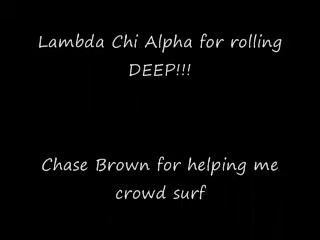 Lambda Chi Alpha for rolling
DEEP!!!
Chase Brown for helping me
crowd surf